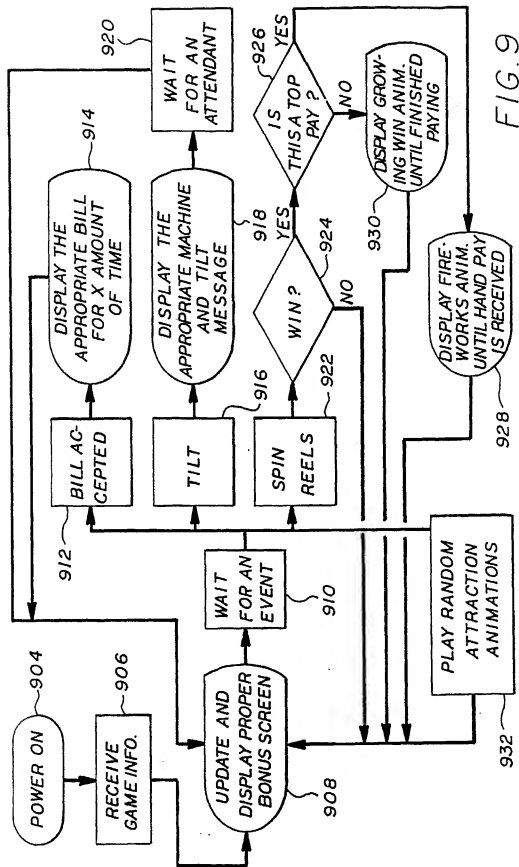 904
POWER ON
906
RECEIVE
GAME INFO.
UPDATE AND
DISPLAY PROPER
BONUS SCREEN
908
WAIT
FOR AN
EVENT
910
912
BILL AC-
CEPTED
DISPLAY THE
APPROPRIATE BILL
FOR X AMOUNT
OF TIME
914
TILT
916
DISPLAY THE
APPROPRIATE MACHINE
AND TILT
MESSAGE
918
WAIT
FOR AN
ATTENDANT
920
SPIN
REELS
922
WIN?
924
YES
NO
IS
THIS A TOP
PAY ?
926
YES
NO
DISPLAY GROW-
ING WIN ANIM.
UNTIL FINISHED
PAYING
930
DISPLAY FIRE-
WORKS ANIM.
UNTIL HAND PAY
IS RECEIVED
928
PLAY RANDOM
ATTRACTION
ANIMATIONS
932
FIG. 9